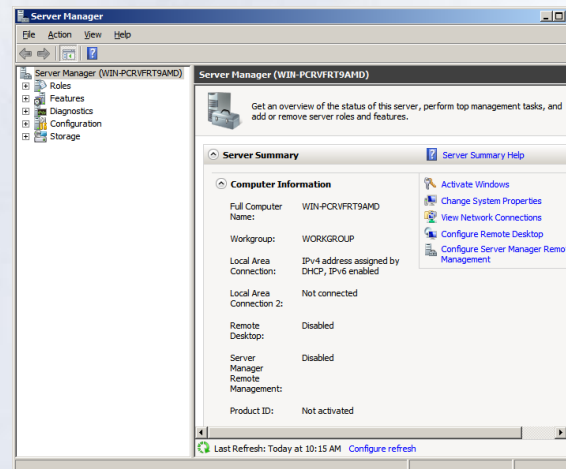 Server Manager
File Action View Help
Server Manager (WIN-PCRVFRT9AMD)
Roles
Features
Diagnostics
Configuration
Storage
Server Manager (WIN-PCRVFRT9AMD)
Get an overview of the status of this server, perform top management tasks, and
add or remove server roles and features.
Server Summary
Server Summary Help
Computer Information
Full Computer
Name:
WIN-PCRVFRT9AMD
Workgroup:
WORKGROUP
Local Area
Connection:
IPv4 address assigned by
DHCP, IPv6 enabled
Local Area
Connection 2:
Not connected
Remote
Desktop:
Disabled
Server
Manager
Remote
Management:
Disabled
Product ID:
Not activated
Activate Windows
Change System Properties
View Network Connections
Configure Remote Desktop
Configure Server Manager Remo
Management
Last Refresh: Today at 10:15 AM Configure refresh